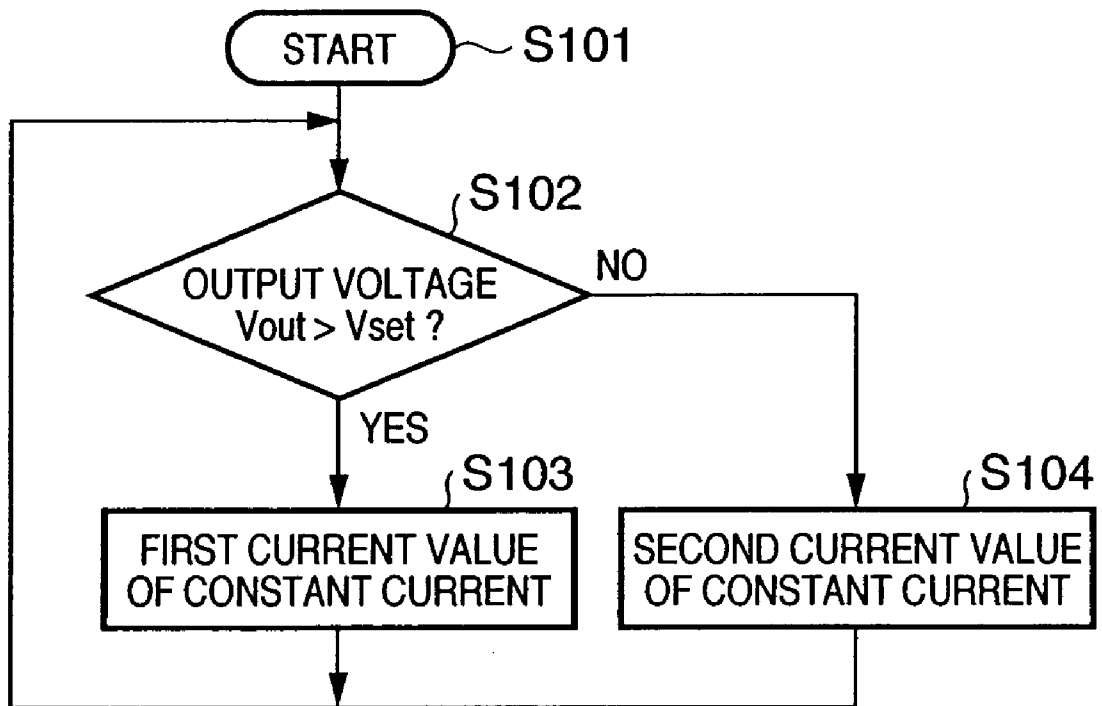 START
S101
S102
OUTPUT VOLTAGE
Vout > Vset ?
NO
YES
S103
FIRST CURRENT VALUE
OF CONSTANT CURRENT
S104
SECOND CURRENT VALUE
OF CONSTANT CURRENT